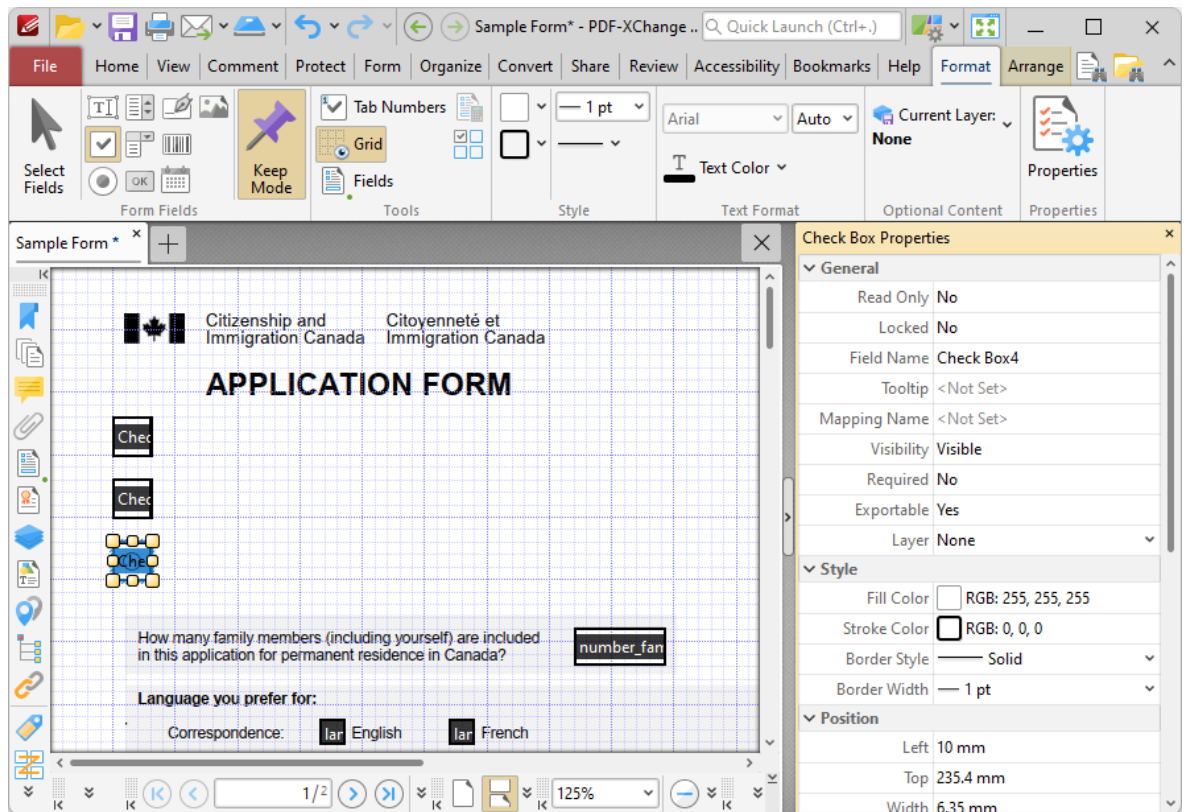 Sample Form* - PDF-XChange ..
Quick Launch (Ctrl+.)
File Home View Comment Protect Form Organize Convert Share Review Accessibility Bookmarks Help Format Arrange
Select Fields
OK
Keep Mode
Form Fields
Tab Numbers
Grid
Fields
Tools
1 pt
Style
Arial
Auto
Text Color
Text Format
Current Layer:
None
Optional Content
Properties
Properties
Sample Form *
Citizenship and
Immigration Canada
Citoyenneté et
Immigration Canada
APPLICATION FORM
Chec
Chec
Che
How many family members (including yourself) are included
in this application for permanent residence in Canada?
number_fan
Language you prefer for:
Correspondence: lar English lar French
1/2
125%
Check Box Properties
General
Read Only No
Locked No
Field Name Check Box4
Tooltip <Not Set>
Mapping Name <Not Set>
Visibility Visible
Required No
Exportable Yes
Layer None
Style
Fill Color RGB: 255, 255, 255
Stroke Color RGB: 0, 0, 0
Border Style Solid
Border Width 1 pt
Position
Left 10 mm
Top 235.4 mm
Width 6.35 mm